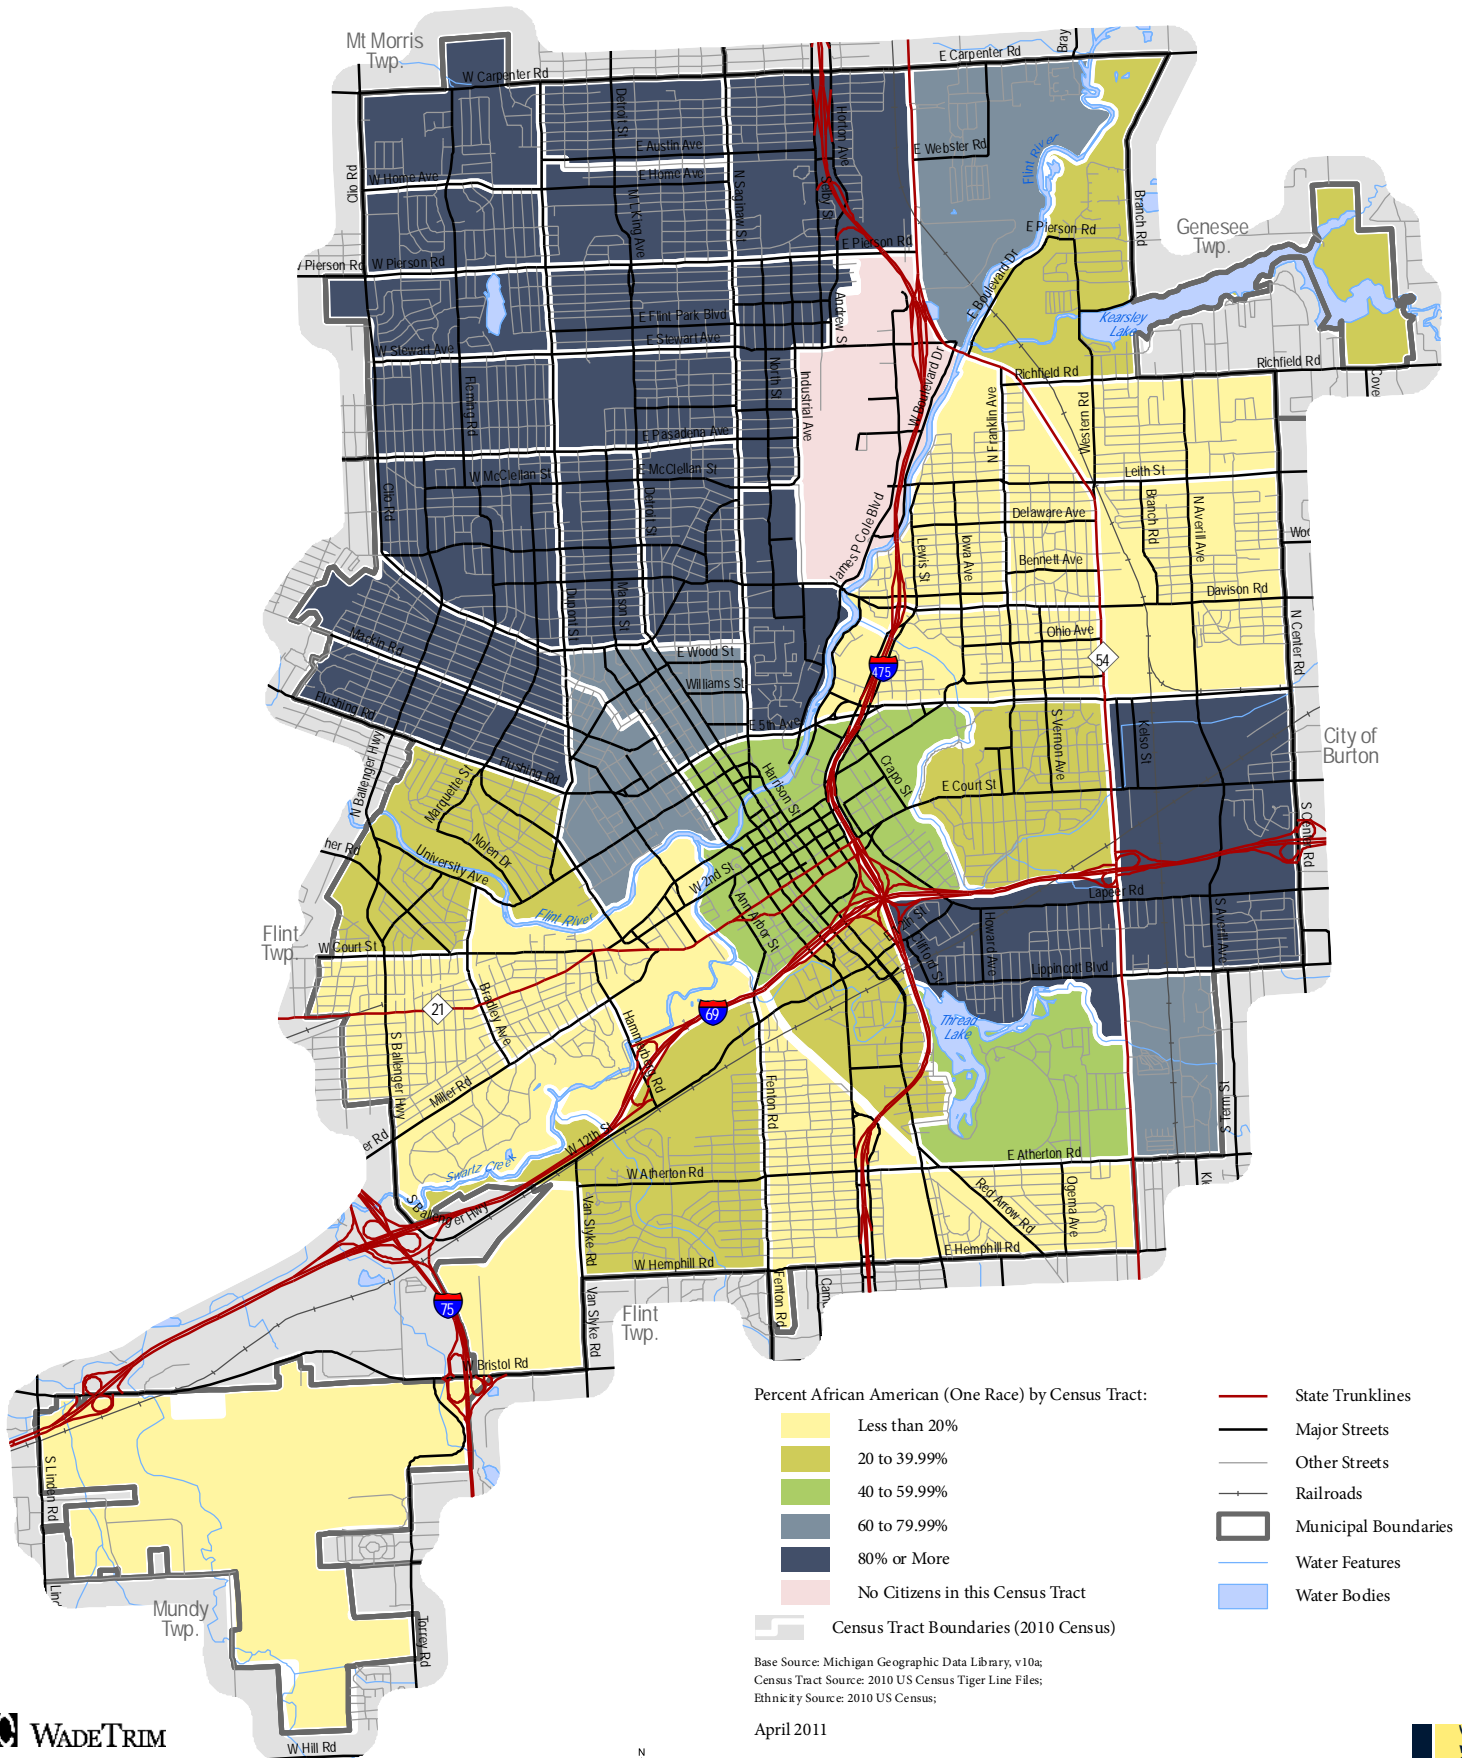 Mt Morris
Twp.
W Carpenter Rd
E Carpenter Rd
Bray
Detroit St
Horton Ave
E Austin Ave
E Webster Rd
Flint River
Clio Rd
W Home Ave
E Home Ave
M L King Ave
N Saginaw St
Selby St
Branch Rd
Genesee
Twp.
E Pierson Rd
E Pierson Rd
Pierson Rd
W Pierson Rd
E Boulevard Dr
Andrew S
E Flint Park Blvd
E Stewart Ave
W Stewart Ave
Kearsley
Lake
Richfield Rd
Richfield Rd
Cove
Fleming Rd
North St
Industrial Ave
W Boulevard Dr
N Franklin Ave
Western Rd
E Pasadena Ave
W McClellan St
E McClellan St
Leith St
Clio Rd
Detroit St
James P Cole Blvd
Delaware Ave
Branch Rd
N Averill Ave
Lewis St
Iowa Ave
Bennett Ave
Davison Rd
Dupont St
Mason St
Mackin Rd
Ohio Ave
N Center Rd
E Wood St
Williams St
475
54
Flushing Rd
E 5th Ave
S Vernon Ave
Kelso St
City of
Burton
N Ballenger Hwy
Flushing Rd
Marquette St
Harrison St
Crapo St
E Court St
S Center Rd
her Rd
University Ave
Nolen Dr
W 2nd St
Ann Arbor St
Lapeer Rd
Flint River
Flint
Twp.
W Court St
Clifford St
Howard Ave
Lippincott Blvd
21
Bradley Ave
69
Thread
Lake
Hammerberg Rd
S Ballenger Hwy
Miller Rd
Fenton Rd
S Term St
er Rd
W 12th St
Swartz Creek
W Atherton Rd
E Atherton Rd
S Ballenger Hwy
Van Slyke Rd
Red Arrow Rd
Ogema Ave
W Hemphill Rd
E Hemphill Rd
75
Flint
Twp.
Van Slyke Rd
Fenton Rd
W Bristol Rd
S Linden Rd
Mundy
Twp.
Torrey Rd
W Hill Rd
Percent African American (One Race) by Census Tract:
Less than 20%
20 to 39.99%
40 to 59.99%
60 to 79.99%
80% or More
No Citizens in this Census Tract
Census Tract Boundaries (2010 Census)
State Trunklines
Major Streets
Other Streets
Railroads
Municipal Boundaries
Water Features
Water Bodies
Base Source: Michigan Geographic Data Library, v10a;
Census Tract Source: 2010 US Census Tiger Line Files;
Ethnicity Source: 2010 US Census;
April 2011
WADETRIM
N